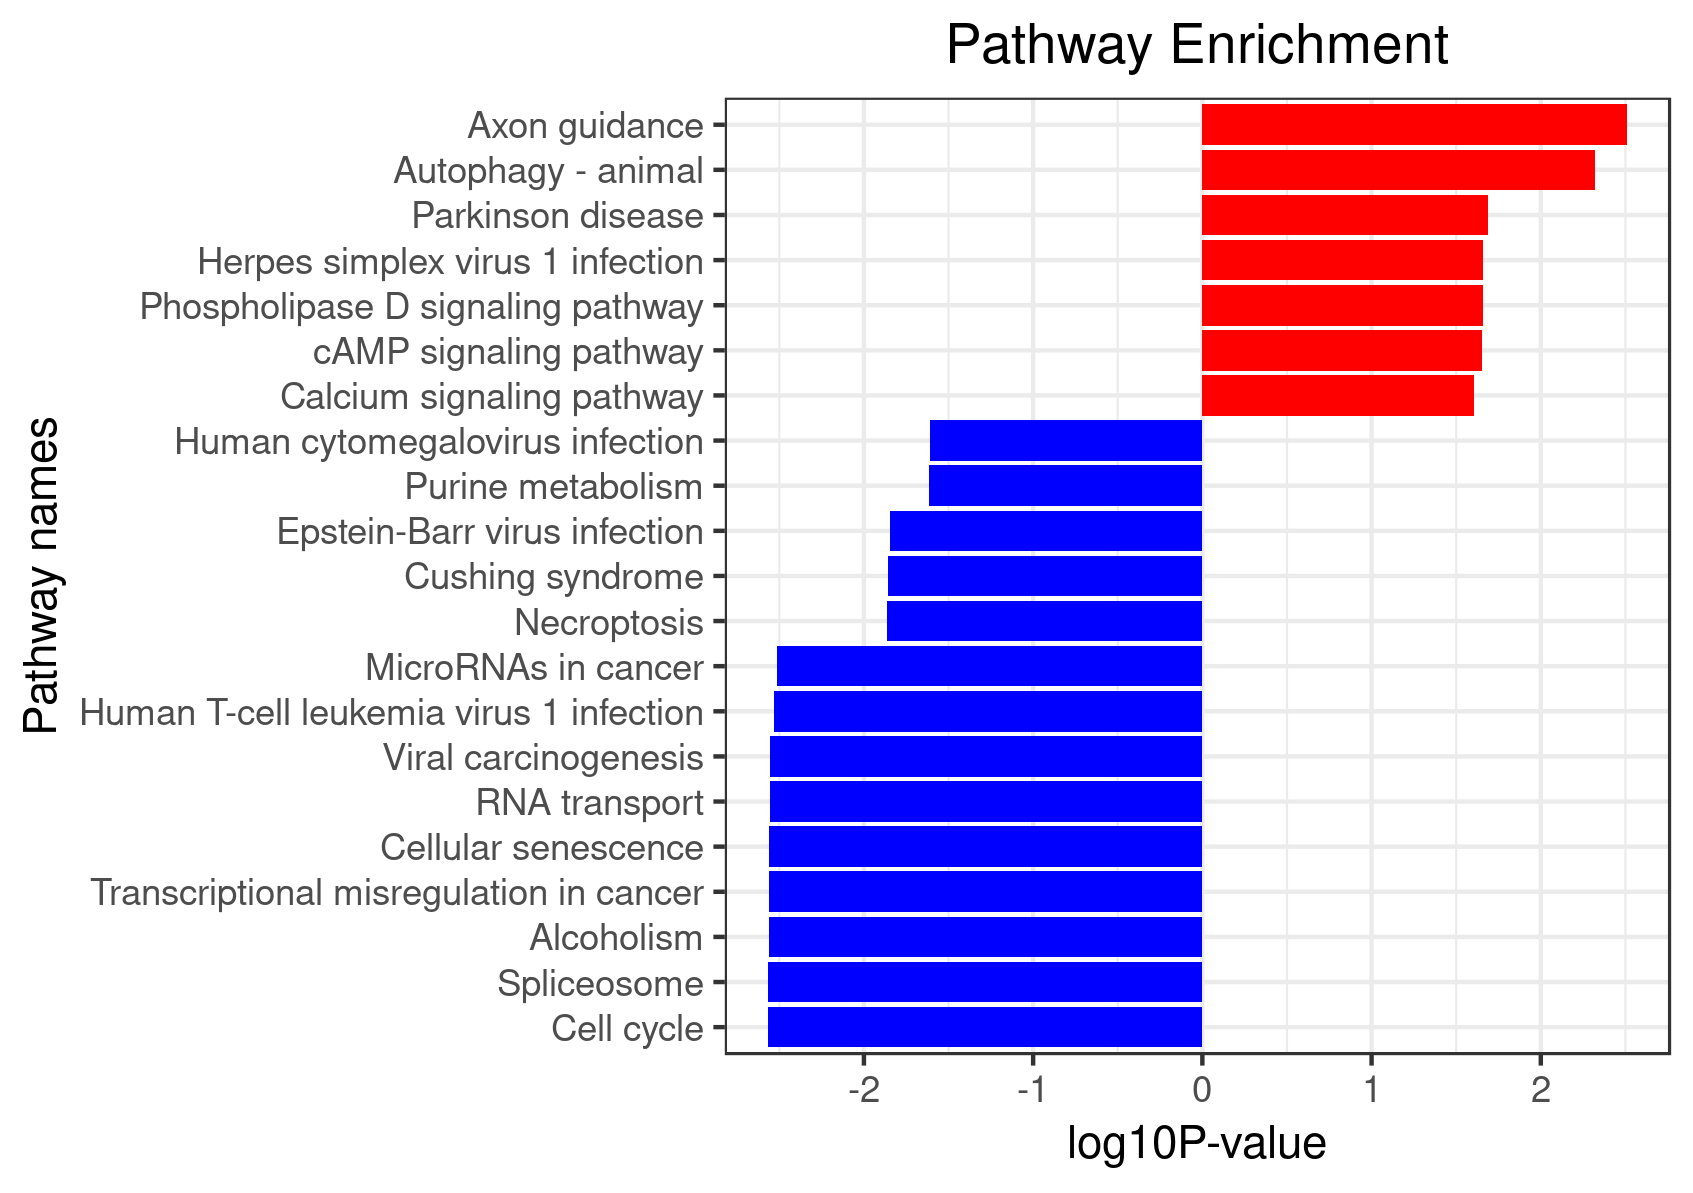 Pathway Enrichment
Axon guidance
Autophagy - animal
Parkinson disease
Herpes simplex virus 1 infection
Phospholipase D signaling pathway
cAMP signaling pathway
Calcium signaling pathway
Human cytomegalovirus infection
Purine metabolism
Epstein-Barr virus infection
Cushing syndrome
Necroptosis
MicroRNAs in cancer
Human T-cell leukemia virus 1 infection
Viral carcinogenesis
RNA transport
Cellular senescence
Transcriptional misregulation in cancer
Alcoholism
Spliceosome
Cell cycle
Pathway names
-2 -1 0 1 2
log10P-value